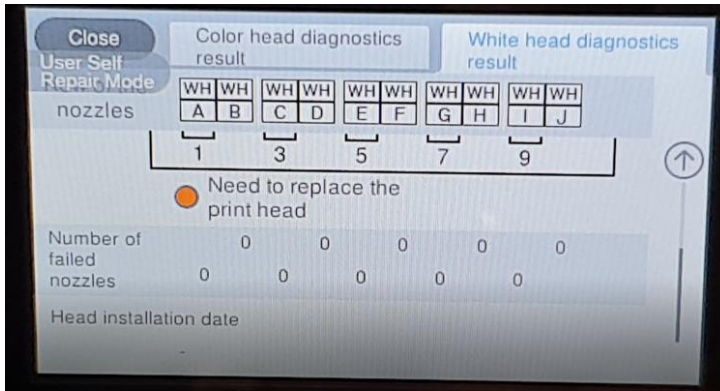 Close
Color head diagnostics
result
White head diagnostics
result
User Self
Repair Mode
nozzles
WH WH WH WH WH WH WH WH WH WH
A B C D E F G H I J
1 3 5 7 9
Need to replace the
print head
Number of
failed
nozzles
0 0 0 0 0
0 0 0 0 0
Head installation date
-